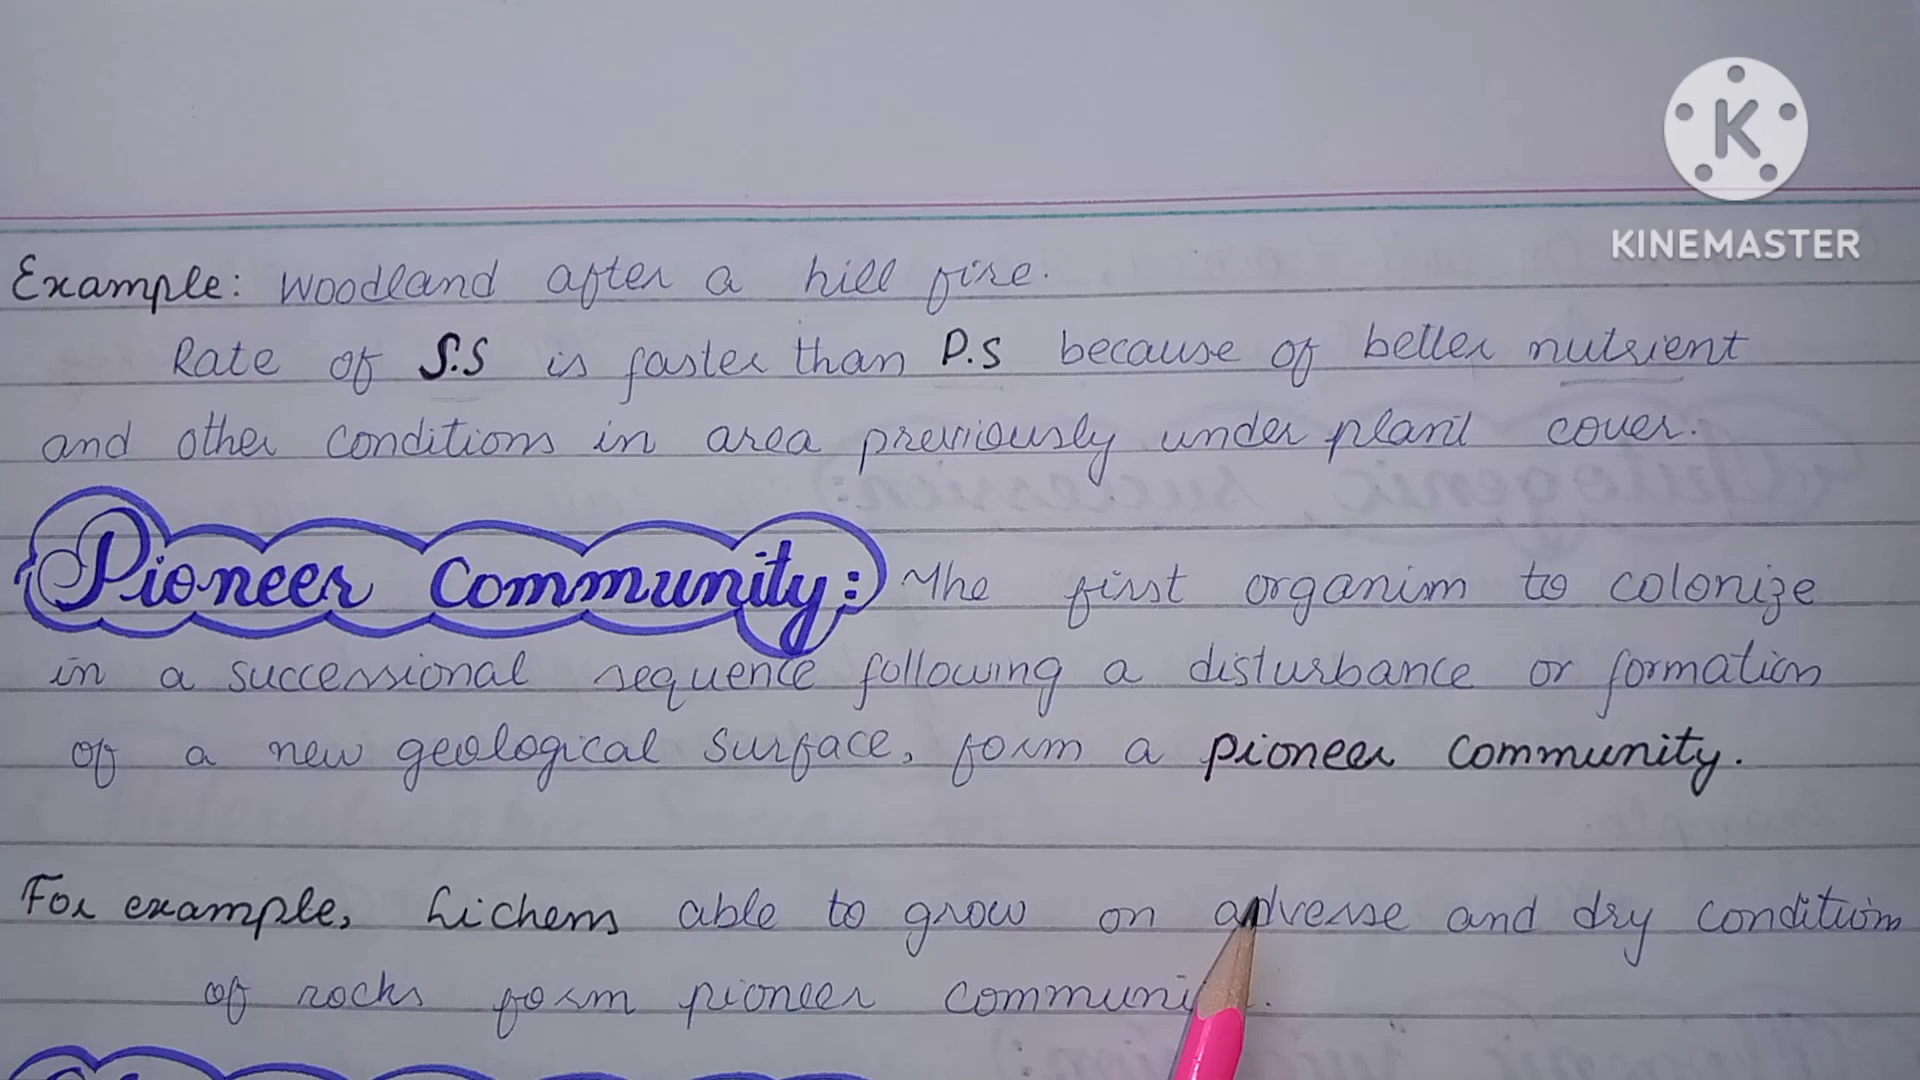 KINEMASTER
Example: Woodland after a hill fire.
Rate of S.S is faster than P.S because of better nutrient
and other conditions in area previously under plant cover.
Pioneer Community: The first organim to colonize
in a successional sequence following a disturbance or formation
of a new geological surface, form a pioneer community.
For example, Lichens able to grow on adverse and dry condition
of rocks form pioneer